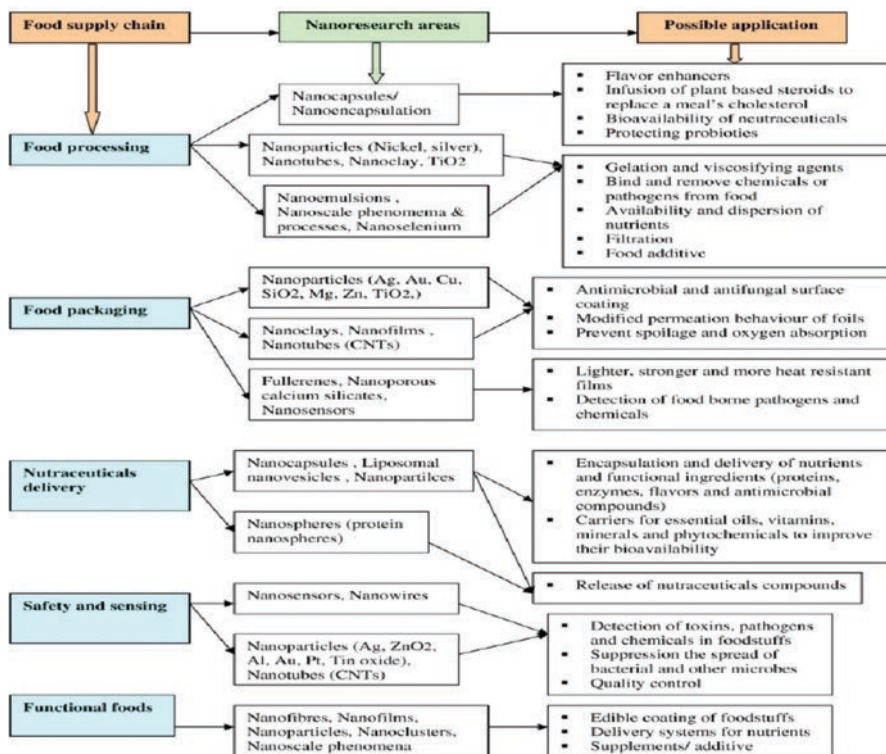 Food supply chain
Nanoresearch areas
Possible application
Food processing
Nanocapsules/
Nanoencapsulation
▪ Flavor enhancers
▪ Infusion of plant based steroids to
replace a meal's cholesterol
▪ Bioavailability of neutraceuticals
▪ Protecting probioties
Nanoparticles (Nickel, silver),
Nanotubes, Nanoclay, TiO2
Nanoemulsions ,
Nanoscale phenomema &
processes, Nanoselenium
▪ Gelation and viscosifying agents
▪ Bind and remove chemicals or
pathogens from food
▪ Availability and dispersion of
nutrients
▪ Filtration
▪ Food additive
Food packaging
Nanoparticles (Ag, Au, Cu,
SiO2, Mg, Zn, TiO2,)
Nanoclays, Nanofilms ,
Nanotubes (CNTs)
▪ Antimicrobial and antifungal surface
coating
▪ Modified permeation behaviour of foils
▪ Prevent spoilage and oxygen absorption
Fullerenes, Nanoporous
calcium silicates,
Nanosensors
▪ Lighter, stronger and more heat resistant
films
▪ Detection of food borne pathogens and
chemicals
Nutraceuticals
delivery
Nanocapsules , Liposomal
nanovesicles , Nanopartilces
Nanospheres (protein
nanospheres)
▪ Encapsulation and delivery of nutrients
and functional ingredients (proteins,
enzymes, flavors and antimicrobial
compounds)
▪ Carriers for essential oils, vitamins,
minerals and phytochemicals to improve
their bioavailability
▪ Release of nutraceuticals compounds
Safety and sensing
Nanosensors, Nanowires
Nanoparticles (Ag, ZnO2,
Al, Au, Pt, Tin oxide),
Nanotubes (CNTs)
▪ Detection of toxins, pathogens
and chemicals in foodstuffs
▪ Suppression the spread of
bacterial and other microbes
▪ Quality control
Functional foods
Nanofibres, Nanofilms,
Nanoparticles, Nanoclusters,
Nanoscale phenomena
▪ Edible coating of foodstuffs
▪ Delivery systems for nutrients
▪ Supplements/ additive